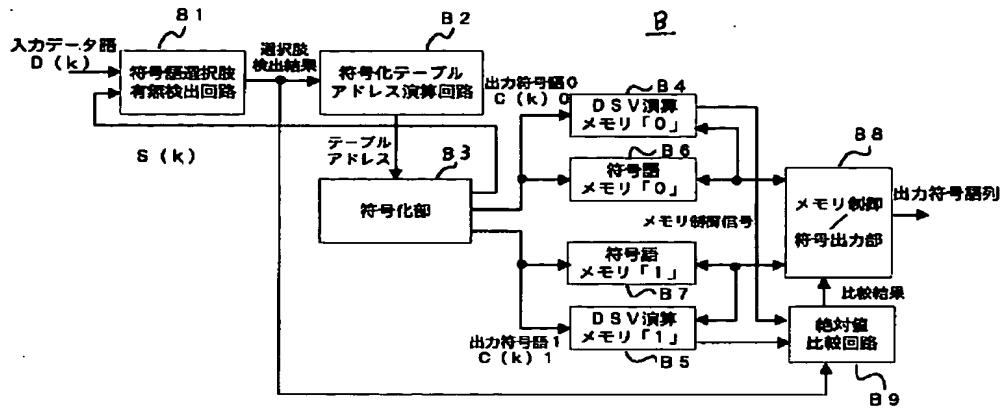 B
B1
入力データ語
D(k)
符号語選択肢
有無検出回路
選択肢
検出結果
B2
符号化テーブル
アドレス演算回路
S(k)
テーブル
アドレス
B3
符号化部
出力符号語0
C(k)0
B4
DSV演算
メモリ「0」
B6
符号語
メモリ「0」
メモリ制御信号
符号語
メモリ「1」
B7
DSV演算
メモリ「1」
B5
出力符号語1
C(k)1
B8
メモリ制御
/
符号出力部
出力符号語列
比較結果
絶対値
比較回路
B9